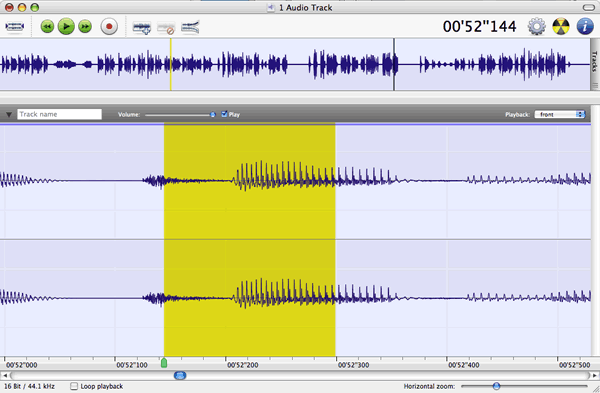 1 Audio Track
00'52"144
Tracks
Track name
Volume:
Play
Playback:
front
00'52"000
00'52"100
00'52"200
00'52"300
00'52"400
00'52"500
16 Bit / 44.1 kHz
Loop playback
Horizontal zoom: